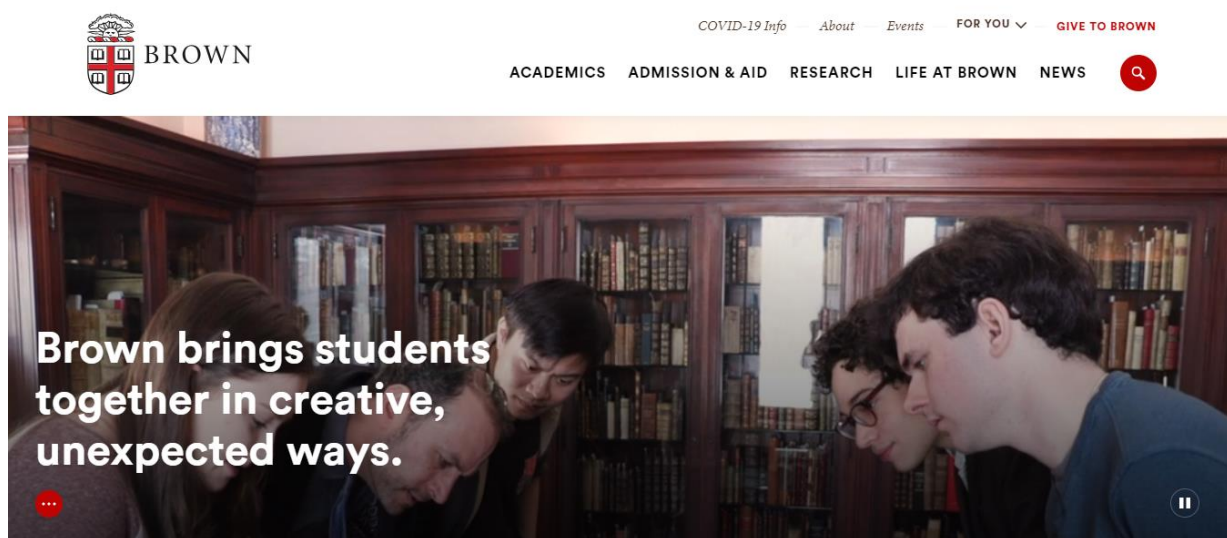 COVID-19 Info About Events FOR YOU GIVE TO BROWN
BROWN
ACADEMICS ADMISSION & AID RESEARCH LIFE AT BROWN NEWS
Brown brings students
together in creative,
unexpected ways.